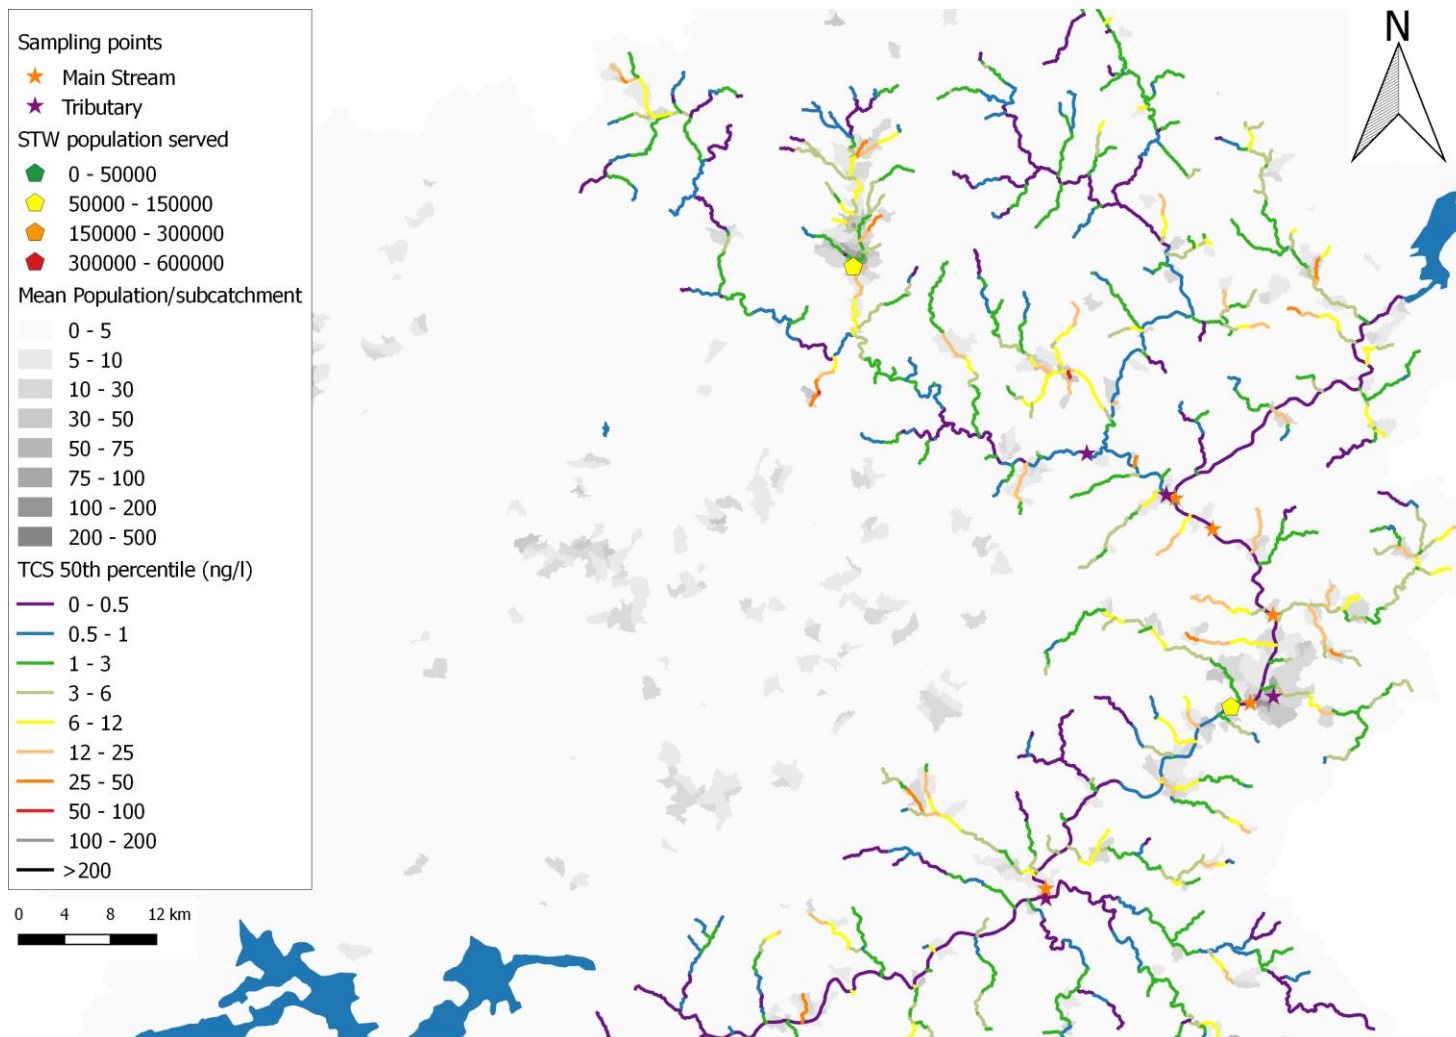 Sampling points
Main Stream
Tributary
STW population served
0 - 50000
50000 - 150000
150000 - 300000
300000 - 600000
Mean Population/subcatchment
0 - 5
5 - 10
10 - 30
30 - 50
50 - 75
75 - 100
100 - 200
200 - 500
TCS 50th percentile (ng/l)
0 - 0.5
0.5 - 1
1 - 3
3 - 6
6 - 12
12 - 25
25 - 50
50 - 100
100 - 200
>200
0 4 8 12 km
N